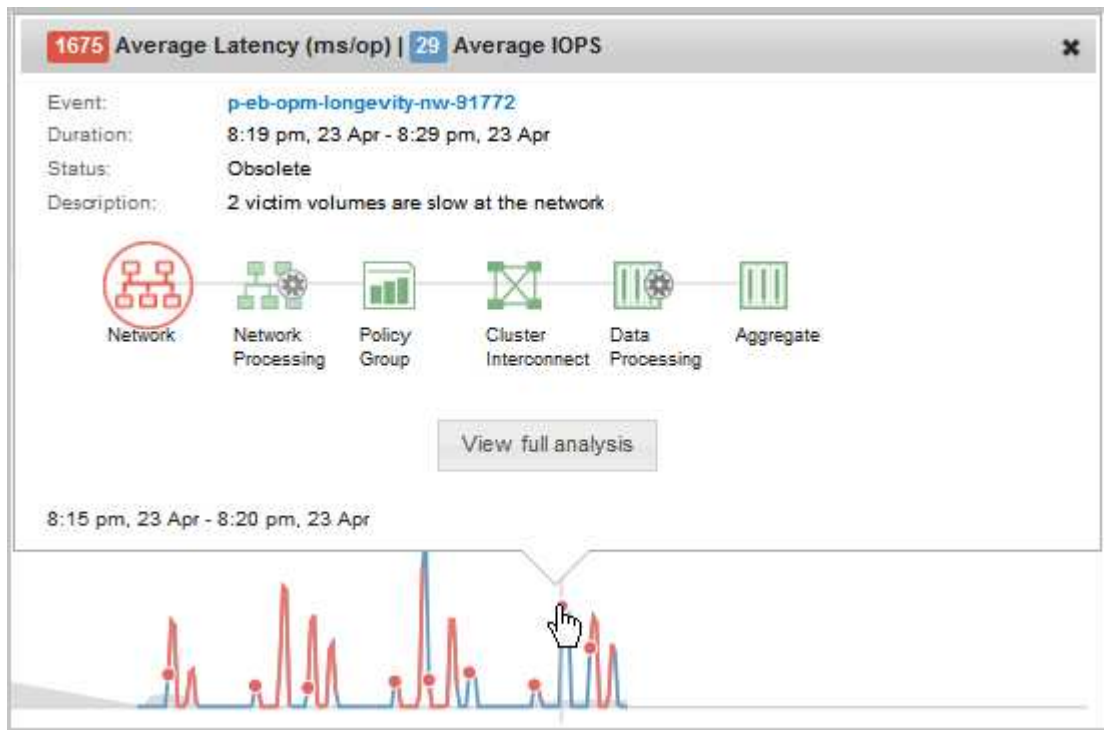 1675 Average Latency (ms/op) | 29 Average IOPS
Event: p-eb-opm-longevity-nw-91772
Duration: 8:19 pm, 23 Apr - 8:29 pm, 23 Apr
Status: Obsolete
Description: 2 victim volumes are slow at the network
Network Network Policy Cluster Data Aggregate
Processing Group Interconnect Processing
View full analysis
8:15 pm, 23 Apr - 8:20 pm, 23 Apr